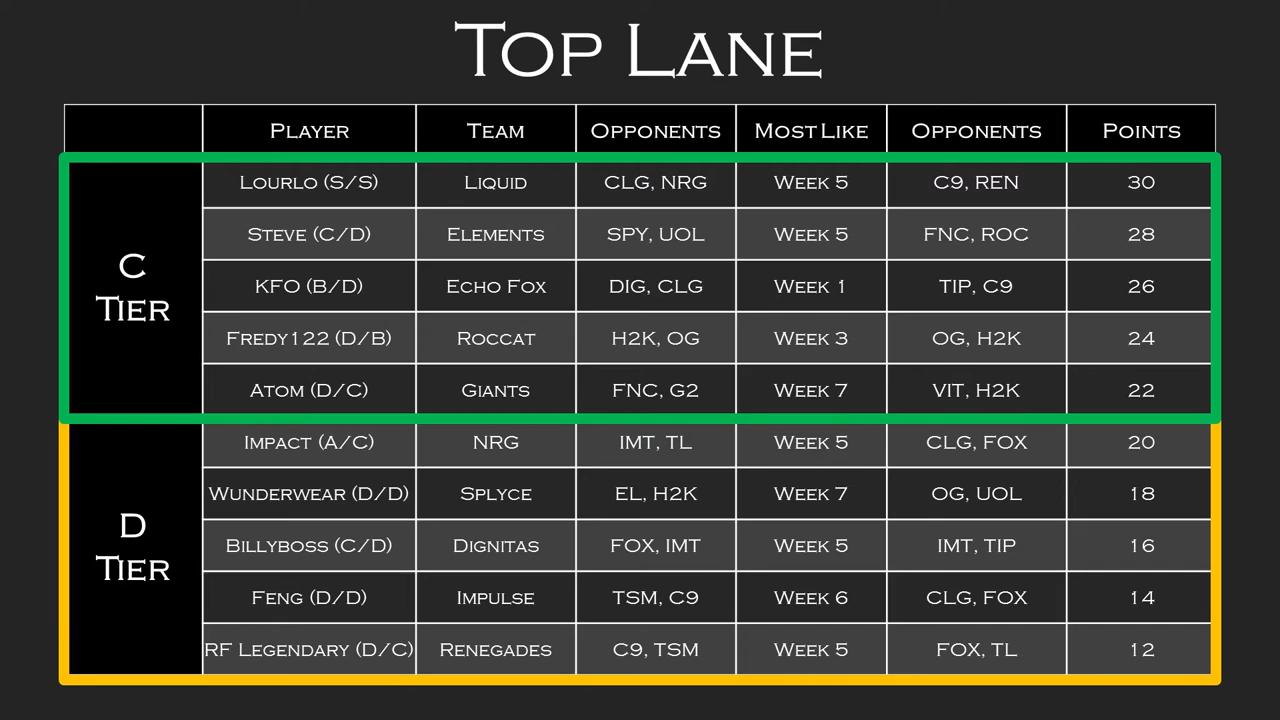 Top Lane
Player Team Opponents Most Like Opponents Points
C Tier
Lourlo (S/S) Liquid CLG, NRG Week 5 C9, REN 30
Steve (C/D) Elements SPY, UOL Week 5 FNC, ROC 28
KFO (B/D) Echo Fox DIG, CLG Week 1 TIP, C9 26
Fredy122 (D/B) Roccat H2K, OG Week 3 OG, H2K 24
Atom (D/C) Giants FNC, G2 Week 7 VIT, H2K 22
D Tier
Impact (A/C) NRG IMT, TL Week 5 CLG, FOX 20
Wunderwear (D/D) Splyce EL, H2K Week 7 OG, UOL 18
Billyboss (C/D) Dignitas FOX, IMT Week 5 IMT, TIP 16
Feng (D/D) Impulse TSM, C9 Week 6 CLG, FOX 14
RF Legendary (D/C) Renegades C9, TSM Week 5 FOX, TL 12